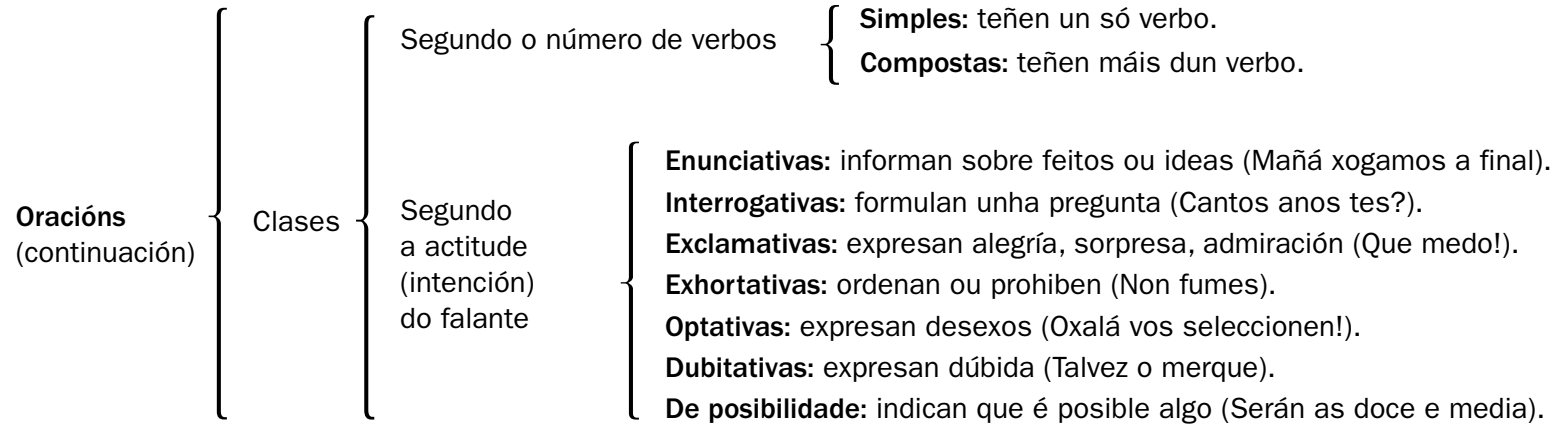 Oracións
(continuación)
Clases
Segundo o número de verbos
Simples: teñen un só verbo.
Compostas: teñen máis dun verbo.
Segundo
a actitude
(intención)
do falante
Enunciativas: informan sobre feitos ou ideas (Mañá xogamos a final).
Interrogativas: formulan unha pregunta (Cantos anos tes?).
Exclamativas: expresan alegría, sorpresa, admiración (Que medo!).
Exhortativas: ordenan ou prohiben (Non fumes).
Optativas: expresan desexos (Oxalá vos seleccionen!).
Dubitativas: expresan dúbida (Talvez o merque).
De posibilidade: indican que é posible algo (Serán as doce e media).